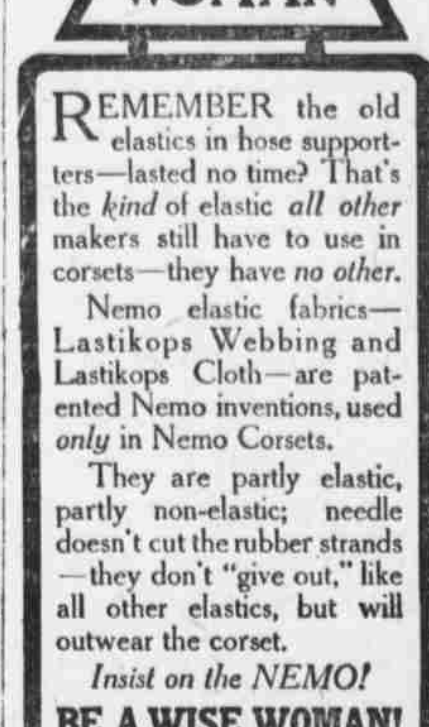 WOMAN
REMEMBER the old
elastics in hose support-
ters—lasted no time? That's
the kind of elastic all other
makers still have to use in
corsets—they have no other.
Nemo elastic fabrics—
Lastikops Webbing and
Lastikops Cloth—are pat-
ented Nemo inventions, used
only in Nemo Corsets.
They are partly elastic,
partly non-elastic; needle
doesn't cut the rubber strands
—they don't "give out," like
all other elastics, but will
outwear the corset.
Insist on the NEMO!
BE A WISE WOMAN!